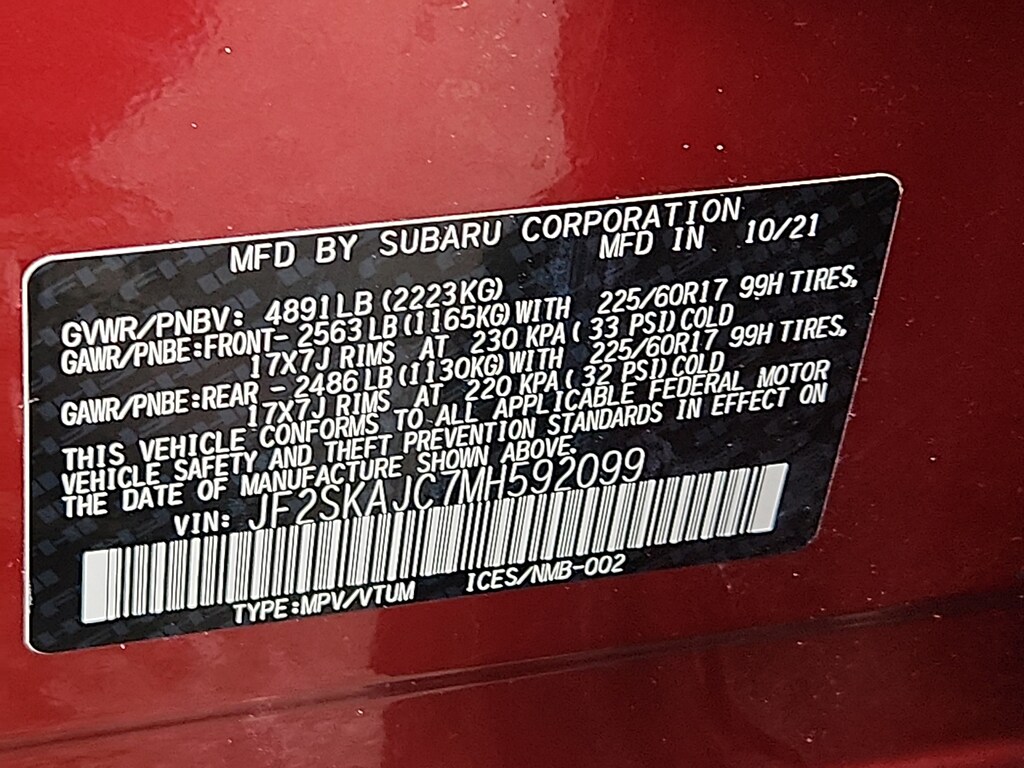 MFD BY SUBARU CORPORATION
MFD IN 10/21
GVWR/PNBV: 4891LB(2223KG)
GAWR/PNBE:FRONT- 2563LB(1165KG)WITH 225/60R17 99H TIRES,
17X7J RIMS AT 230 KPA( 33 PSI)COLD
GAWR/PNBE:REAR - 2486LB(1130KG)WITH 225/60R17 99H TIRES,
17X7J RIMS AT 220 KPA( 32 PSI)COLD
THIS VEHICLE CONFORMS TO ALL APPLICABLE FEDERAL MOTOR
VEHICLE SAFETY AND THEFT PREVENTION STANDARDS IN EFFECT ON
THE DATE OF MANUFACTURE SHOWN ABOVE.
VIN: JF2SKAJC7MH592099
TYPE:MPV/VTUM ICES/NMB-002